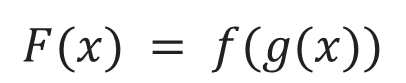 F(x) = f(g(x))